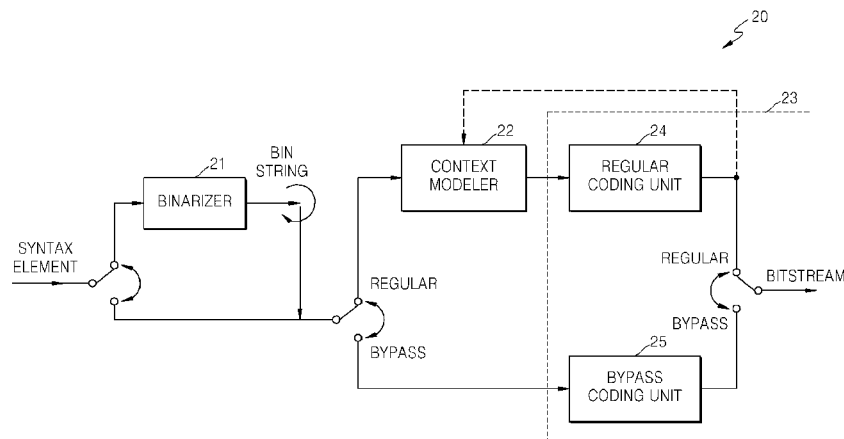 20
23
22
24
21
BIN
STRING
CONTEXT
MODELER
REGULAR
CODING UNIT
BINARIZER
SYNTAX
ELEMENT
REGULAR
REGULAR
BITSTREAM
BYPASS
BYPASS
25
BYPASS
CODING UNIT